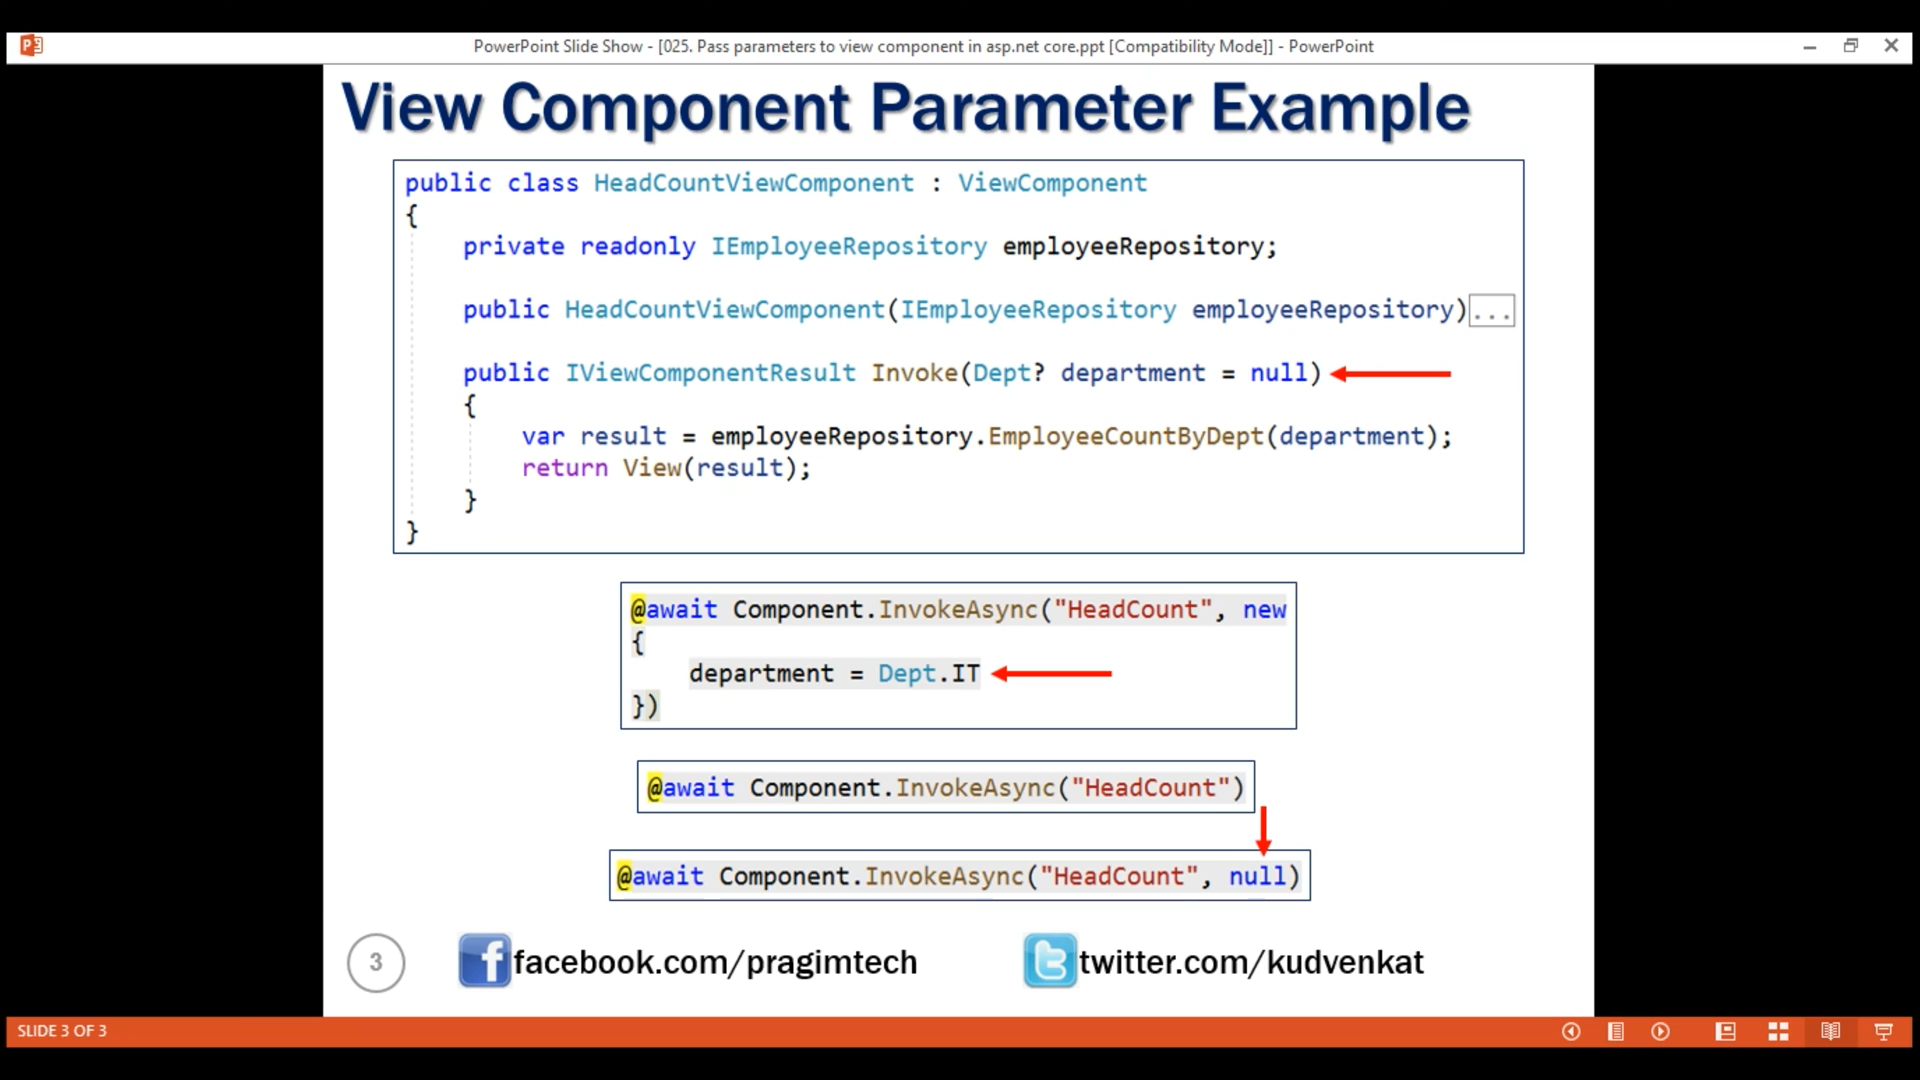 PowerPoint Slide Show - [025. Pass parameters to view component in asp.net core.ppt [Compatibility Mode]] - PowerPoint
View Component Parameter Example
public class HeadCountViewComponent : ViewComponent
{
private readonly IEmployeeRepository employeeRepository;
public HeadCountViewComponent(IEmployeeRepository employeeRepository)...
public IViewComponentResult Invoke(Dept? department = null)
{
var result = employeeRepository.EmployeeCountByDept(department);
return View(result);
}
}
@await Component.InvokeAsync("HeadCount", new
{
department = Dept.IT
})
@await Component.InvokeAsync("HeadCount")
@await Component.InvokeAsync("HeadCount", null)
3 facebook.com/pragimtech twitter.com/kudvenkat
SLIDE 3 OF 3